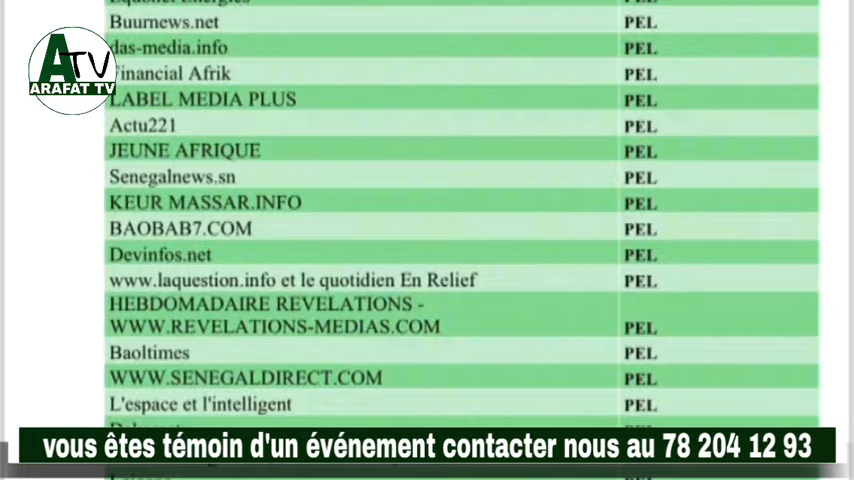 Buurnews.net PEL
das-media.info PEL
Financial Afrik PEL
LABEL MEDIA PLUS PEL
Actu221 PEL
JEUNE AFRIQUE PEL
Senegalnews.sn PEL
KEUR MASSAR.INFO PEL
BAOBAB7.COM PEL
Devinfos.net PEL
www.laquestion.info et le quotidien En Relief PEL
HEBDOMADAIRE REVELATIONS -
WWW.REVELATIONS-MEDIAS.COM PEL
Baoltimes PEL
WWW.SENEGALDIRECT.COM PEL
L'espace et l'intelligent PEL
ATV
ARAFAT TV
vous êtes témoin d'un événement contacter nous au 78 204 12 93